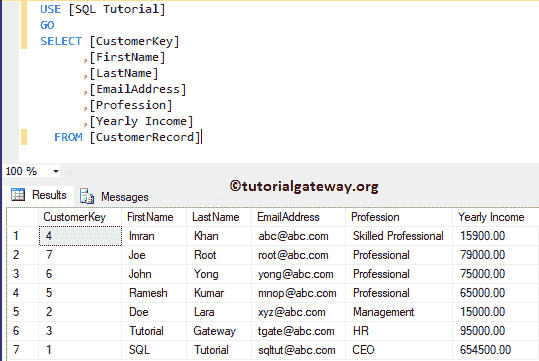 USE [SQL Tutorial]
GO
SELECT [CustomerKey]
,[FirstName]
,[LastName]
,[EmailAddress]
,[Profession]
,[Yearly Income]
FROM [CustomerRecord]
100 %
Results Messages
©tutorialgateway.org
CustomerKey FirstName LastName EmailAddress Profession Yearly Income
1 4 Imran Khan abc@abc.com Skilled Professional 15900.00
2 7 Joe Root root@abc.com Professional 79000.00
3 6 John Yong yong@abc.com Professional 75000.00
4 5 Ramesh Kumar mnop@abc.com Professional 65000.00
5 2 Doe Lara xyz@abc.com Management 15000.00
6 3 Tutorial Gateway tgate@abc.com HR 95000.00
7 1 SQL Tutorial sqltut@abc.com CEO 654500.00